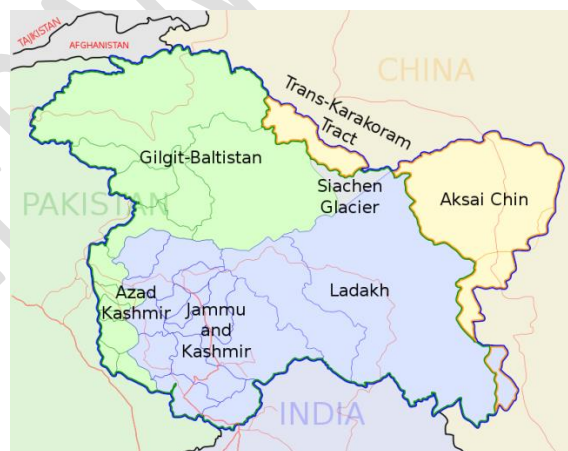 TAJIKISTAN
AFGHANISTAN
CHINA
Trans-Karakoram
Tract
Gilgit-Baltistan
Siachen
Glacier
Aksai Chin
PAKISTAN
Azad
Kashmir
Jammu
and
Kashmir
Ladakh
INDIA